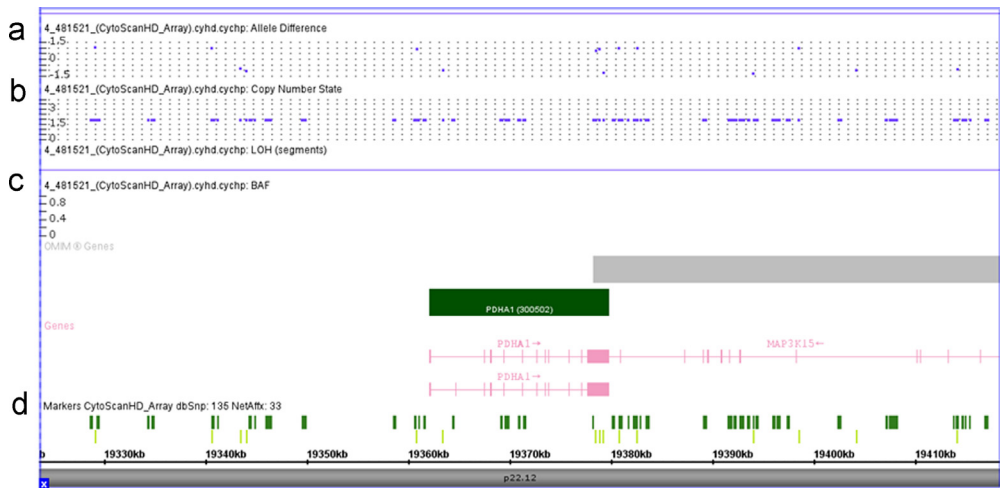 a
4_481521_(CytoScanHD_Array).cyhd.cychp: Allele Difference
1.5
0
-1.5
b
4_481521_(CytoScanHD_Array).cyhd.cychp: Copy Number State
3
1.5
0
4_481521_(CytoScanHD_Array).cyhd.cychp: LOH (segments)
c
4_481521_(CytoScanHD_Array).cyhd.cychp: BAF
0.8
0.4
0
OMIM ® Genes
PDHA1 (300502)
Genes
PDHA1→ MAP3K15←
PDHA1→
d
Markers CytoScanHD_Array dbSnp: 135 NetAffx: 33
19330kb 19340kb 19350kb 19360kb 19370kb 19380kb 19390kb 19400kb 19410kb
p22.12
x